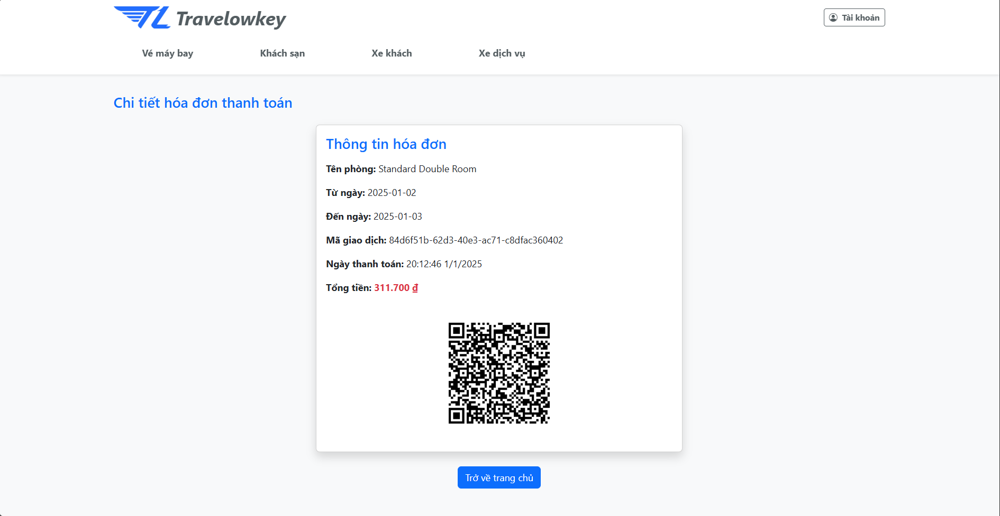 Travelowkey
Tài khoản
Vé máy bay
Khách sạn
Xe khách
Xe dịch vụ
Chi tiết hóa đơn thanh toán
Thông tin hóa đơn
Tên phòng: Standard Double Room
Từ ngày: 2025-01-02
Đến ngày: 2025-01-03
Mã giao dịch: 84d6f51b-62d3-40e3-ac71-c8dfac360402
Ngày thanh toán: 20:12:46 1/1/2025
Tổng tiền: 311.700 ₫
Trở về trang chủ